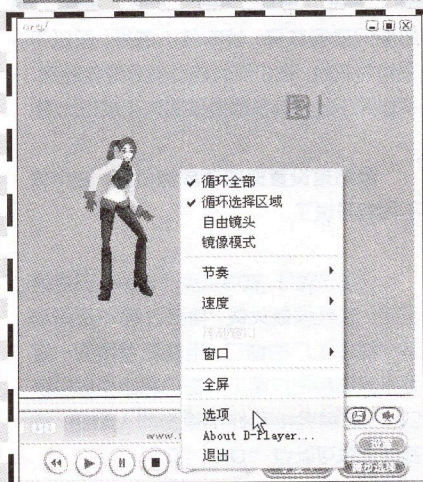 图1
✓ 循环全部
✓ 循环选择区域
自由镜头
镜像模式
节奏
速度
窗口
全屏
选项
About D-Player...
退出
www.